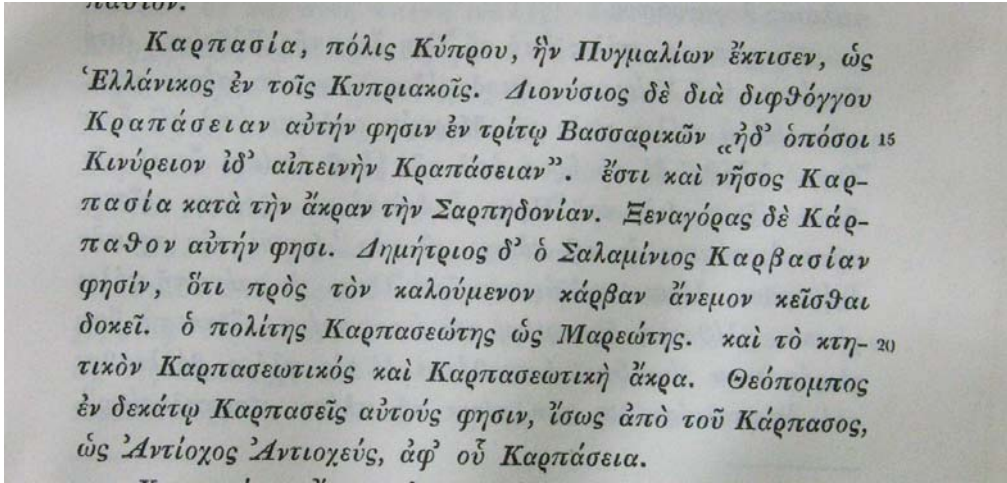 παθιον.
Καρπασία, πόλις Κύπρου, ἣν Πυγμαλίων ἔκτισεν, ὡς
Ἑλλάνικος ἐν τοῖς Κυπριακοῖς. Διονύσιος δὲ διὰ διφθόγγου
Κραπάσειαν αὐτήν φησιν ἐν τρίτῳ Βασσαρικῶν „ἠδ’ ὁπόσοι 15
Κινύρειον ἰδ’ αἰπεινὴν Κραπάσειαν”. ἔστι καὶ νῆσος Καρ-
πασία κατὰ τὴν ἄκραν τὴν Σαρπηδονίαν. Ξεναγόρας δὲ Κάρ-
παθον αὐτήν φησι. Δημήτριος δ’ ὁ Σαλαμίνιος Καρβασίαν
φησίν, ὅτι πρὸς τὸν καλούμενον κάρβαν ἄνεμον κεῖσθαι
δοκεῖ. ὁ πολίτης Καρπασεώτης ὡς Μαρεώτης. καὶ τὸ κτη- 20
τικὸν Καρπασεωτικός καὶ Καρπασεωτικὴ ἄκρα. Θεόπομπος
ἐν δεκάτῳ Καρπασεῖς αὐτούς φησιν, ἴσως ἀπὸ τοῦ Κάρπασος,
ὡς Ἀντίοχος Ἀντιοχεύς, ἀφ’ οὗ Καρπάσεια.